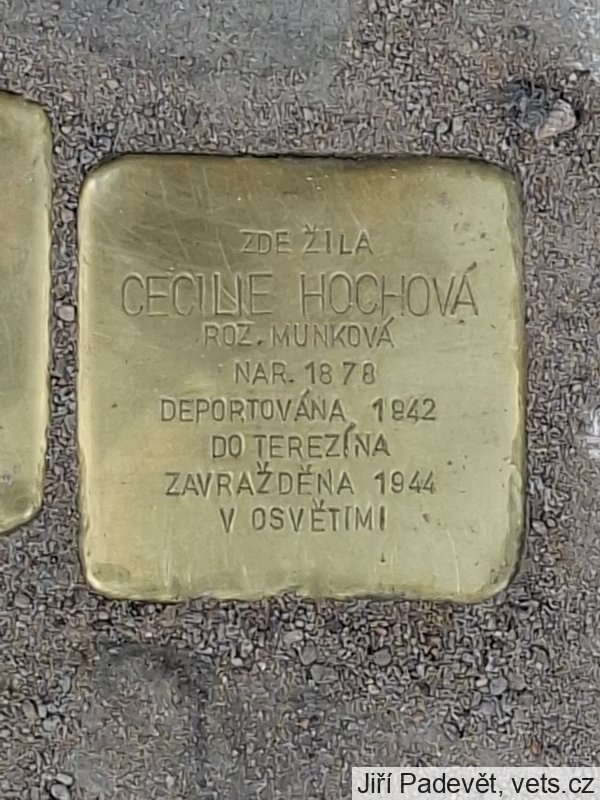 ZDE ŽILA
CECILIE HOCHOVÁ
ROZ. MUNKOVÁ
NAR. 1878
DEPORTOVÁNA 1942
DO TEREZÍNA
ZAVRAŽDĚNA 1944
V OSVĚTIMI
Jiří Padevět, vets.cz